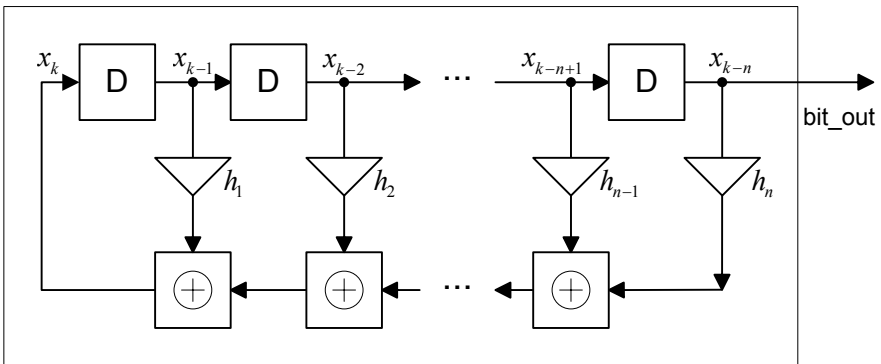 x_k D x_{k−1} D x_{k−2} ... x_{k−n+1} D x_{k−n}
bit_out
h_1 h_2 h_{n−1} h_n
⊕ ⊕ ... ⊕